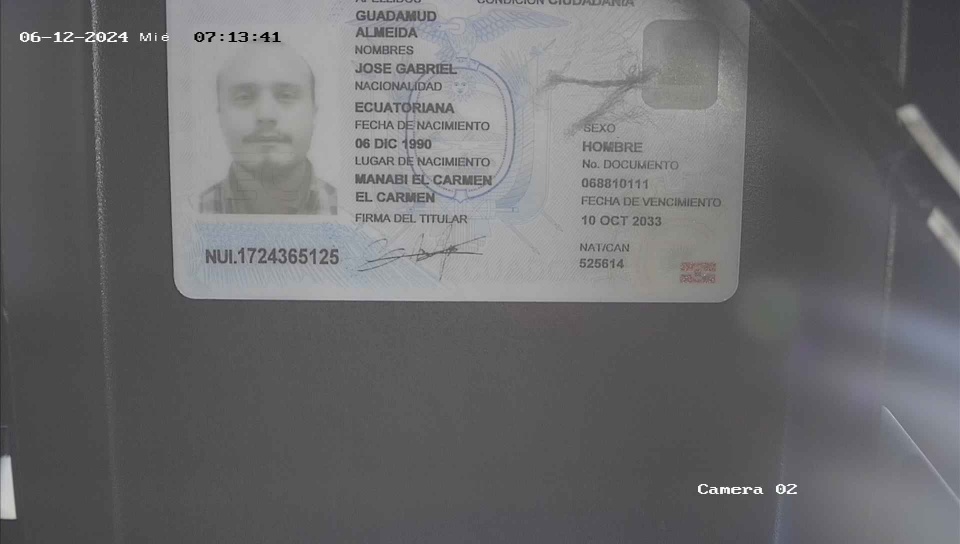 APELLIDOS
CONDICIÓN CIUDADANÍA
GUADAMUD
ALMEIDA
06-12-2024 Mié 07:13:41
NOMBRES
JOSE GABRIEL
NACIONALIDAD
ECUATORIANA
FECHA DE NACIMIENTO
06 DIC 1990
LUGAR DE NACIMIENTO
MANABI EL CARMEN
EL CARMEN
FIRMA DEL TITULAR
SEXO
HOMBRE
No. DOCUMENTO
068810111
FECHA DE VENCIMIENTO
10 OCT 2033
NAT/CAN
525614
NUI.1724365125
Camera 02